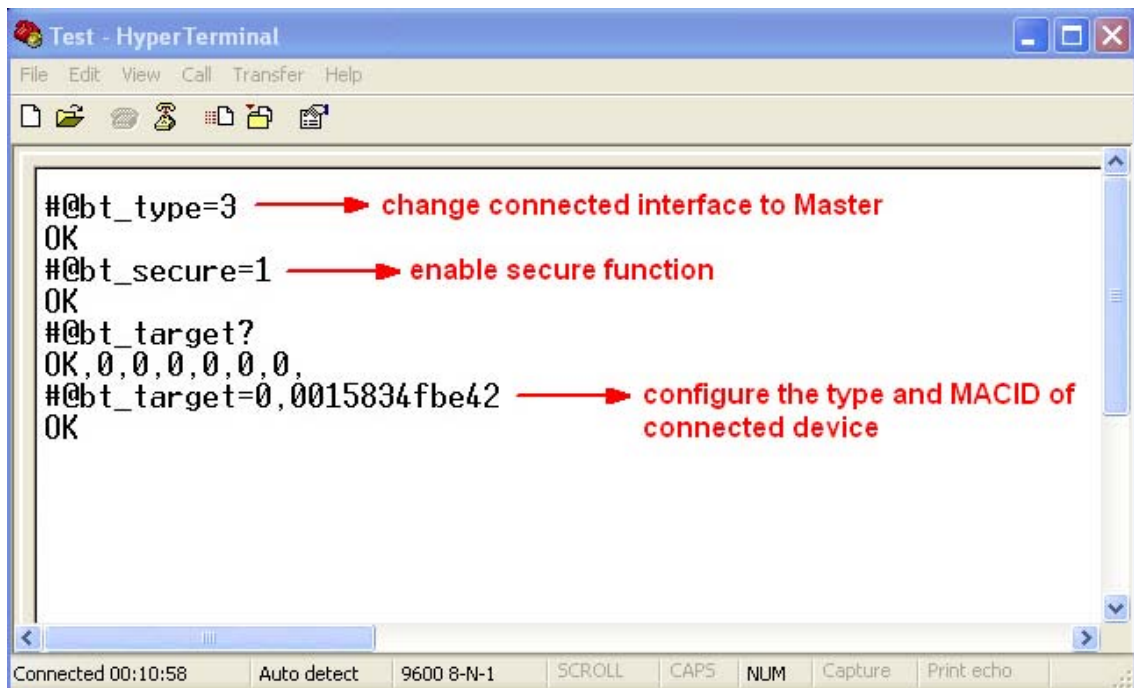 Test - HyperTerminal
File Edit View Call Transfer Help
#@bt_type=3 change connected interface to Master
OK
#@bt_secure=1 enable secure function
OK
#@bt_target?
OK,0,0,0,0,0,0,
#@bt_target=0,0015834fbe42 configure the type and MACID of
OK connected device
Connected 00:10:58 Auto detect 9600 8-N-1 SCROLL CAPS NUM Capture Print echo